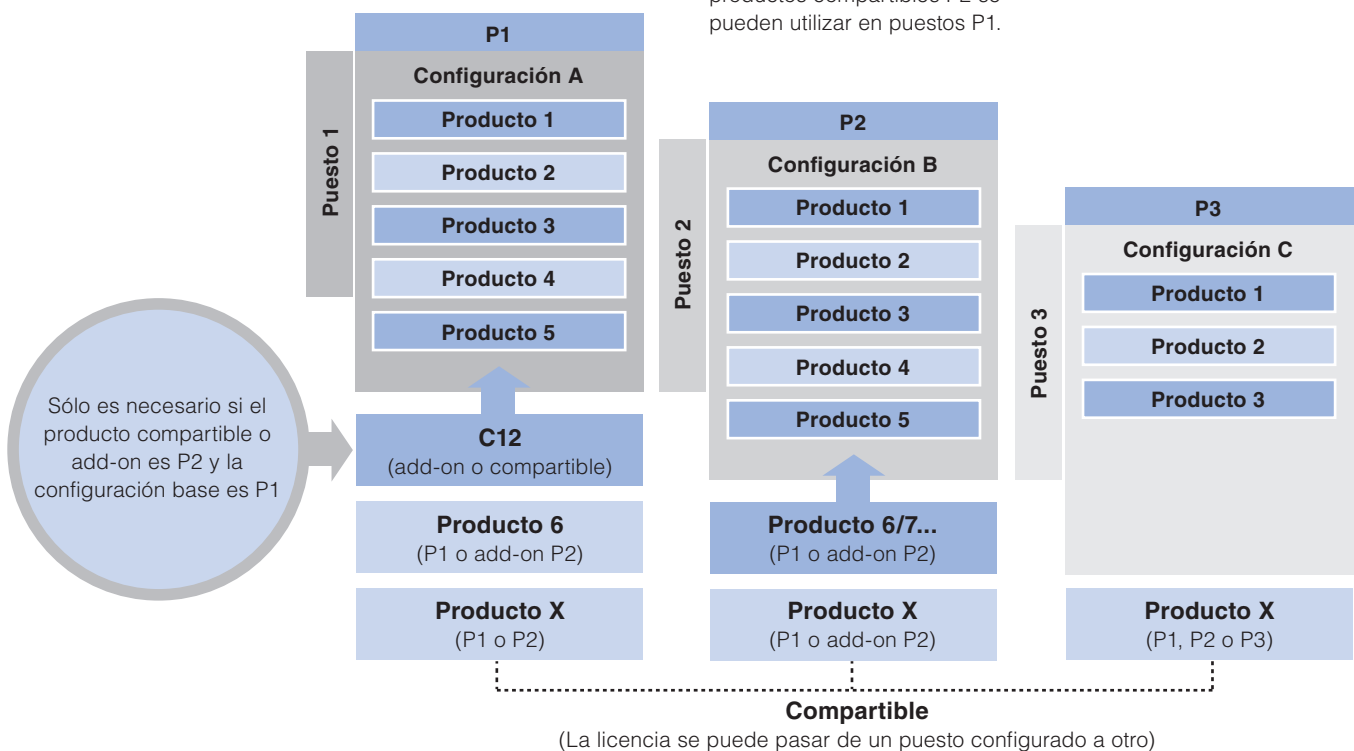 pueden utilizar en puestos P1.
P1
Configuración A
Puesto 1
Producto 1
Producto 2
Producto 3
Producto 4
Producto 5
P2
Configuración B
Puesto 2
Producto 1
Producto 2
Producto 3
Producto 4
Producto 5
P3
Configuración C
Puesto 3
Producto 1
Producto 2
Producto 3
Sólo es necesario si el
producto compartible o
add-on es P2 y la
configuración base es P1
C12
(add-on o compartible)
Producto 6
(P1 o add-on P2)
Producto X
(P1 o P2)
Producto 6/7...
(P1 o add-on P2)
Producto X
(P1 o add-on P2)
Producto X
(P1, P2 o P3)
Compartible
(La licencia se puede pasar de un puesto configurado a otro)